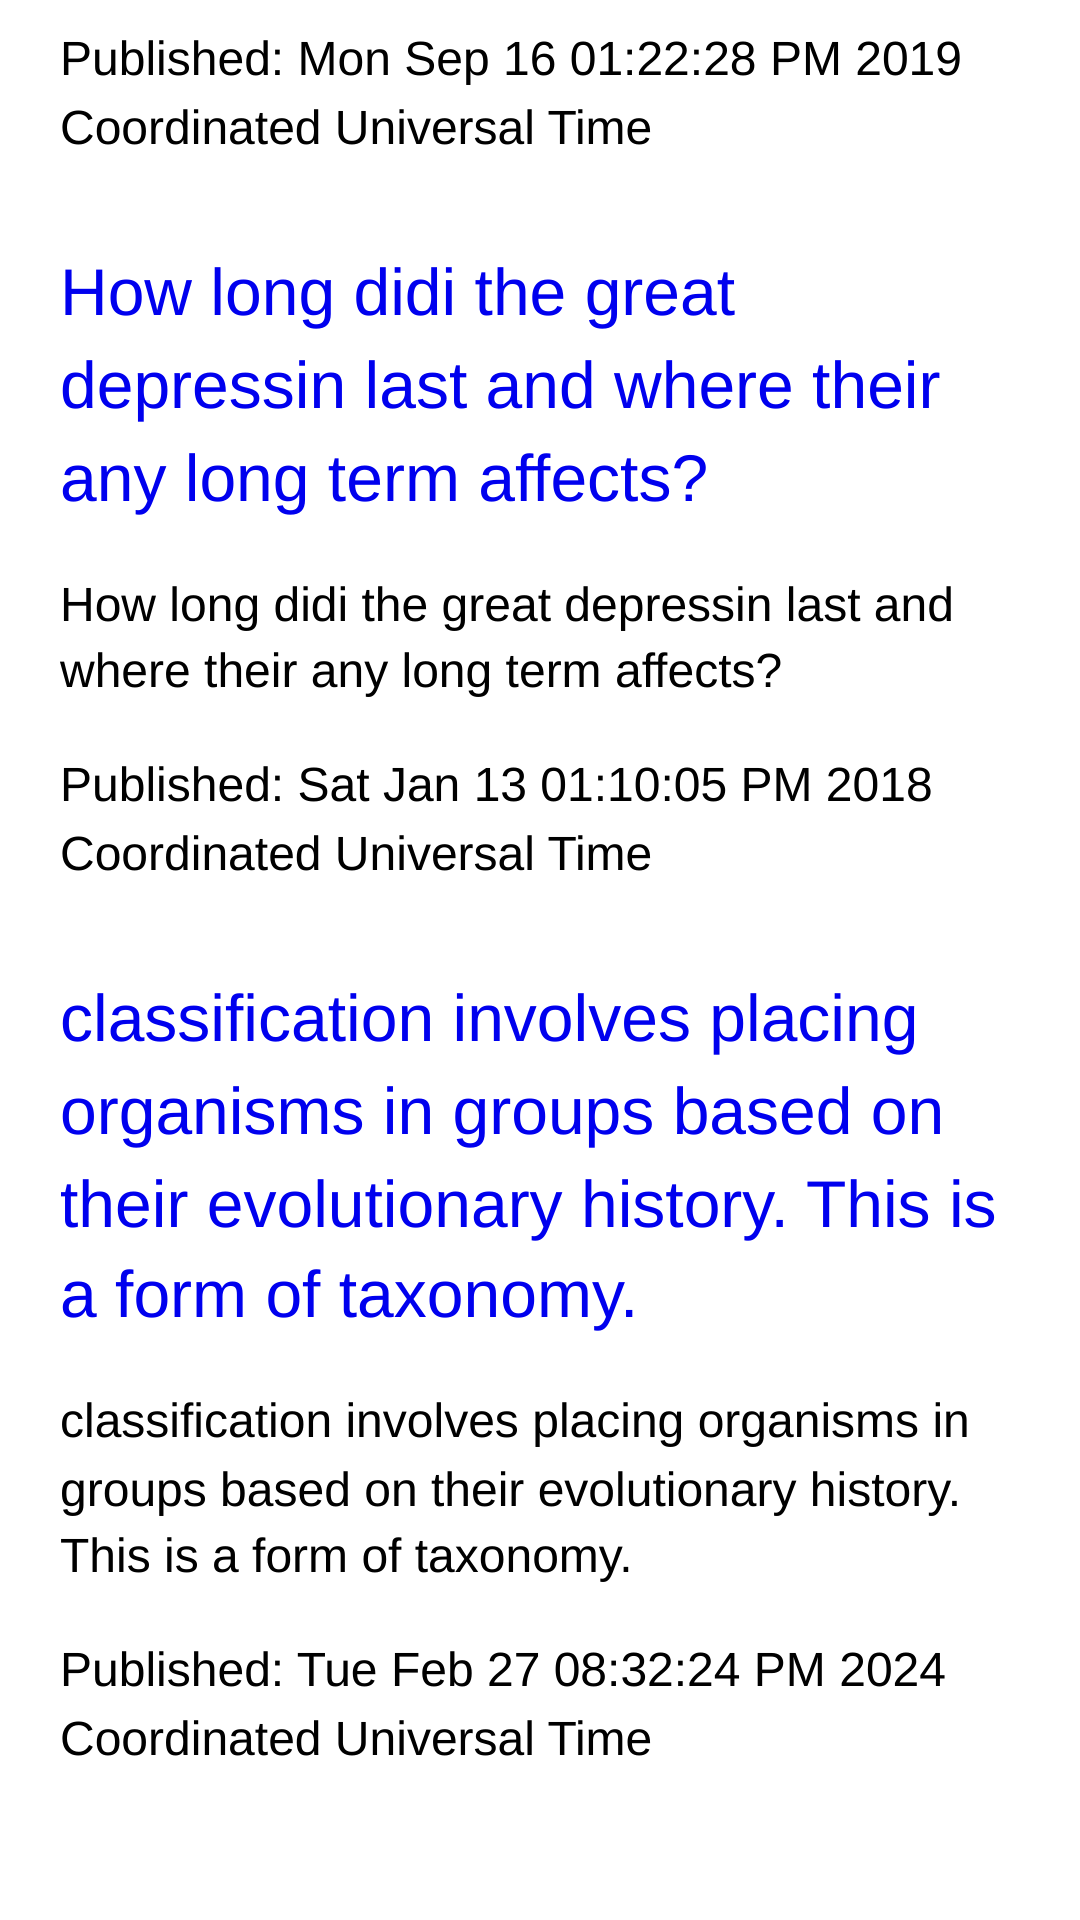 Published: Mon Sep 16 01:22:28 PM 2019
Coordinated Universal Time
How long didi the great
depressin last and where their
any long term affects?
How long didi the great depressin last and
where their any long term affects?
Published: Sat Jan 13 01:10:05 PM 2018
Coordinated Universal Time
classification involves placing
organisms in groups based on
their evolutionary history. This is
a form of taxonomy.
classification involves placing organisms in
groups based on their evolutionary history.
This is a form of taxonomy.
Published: Tue Feb 27 08:32:24 PM 2024
Coordinated Universal Time